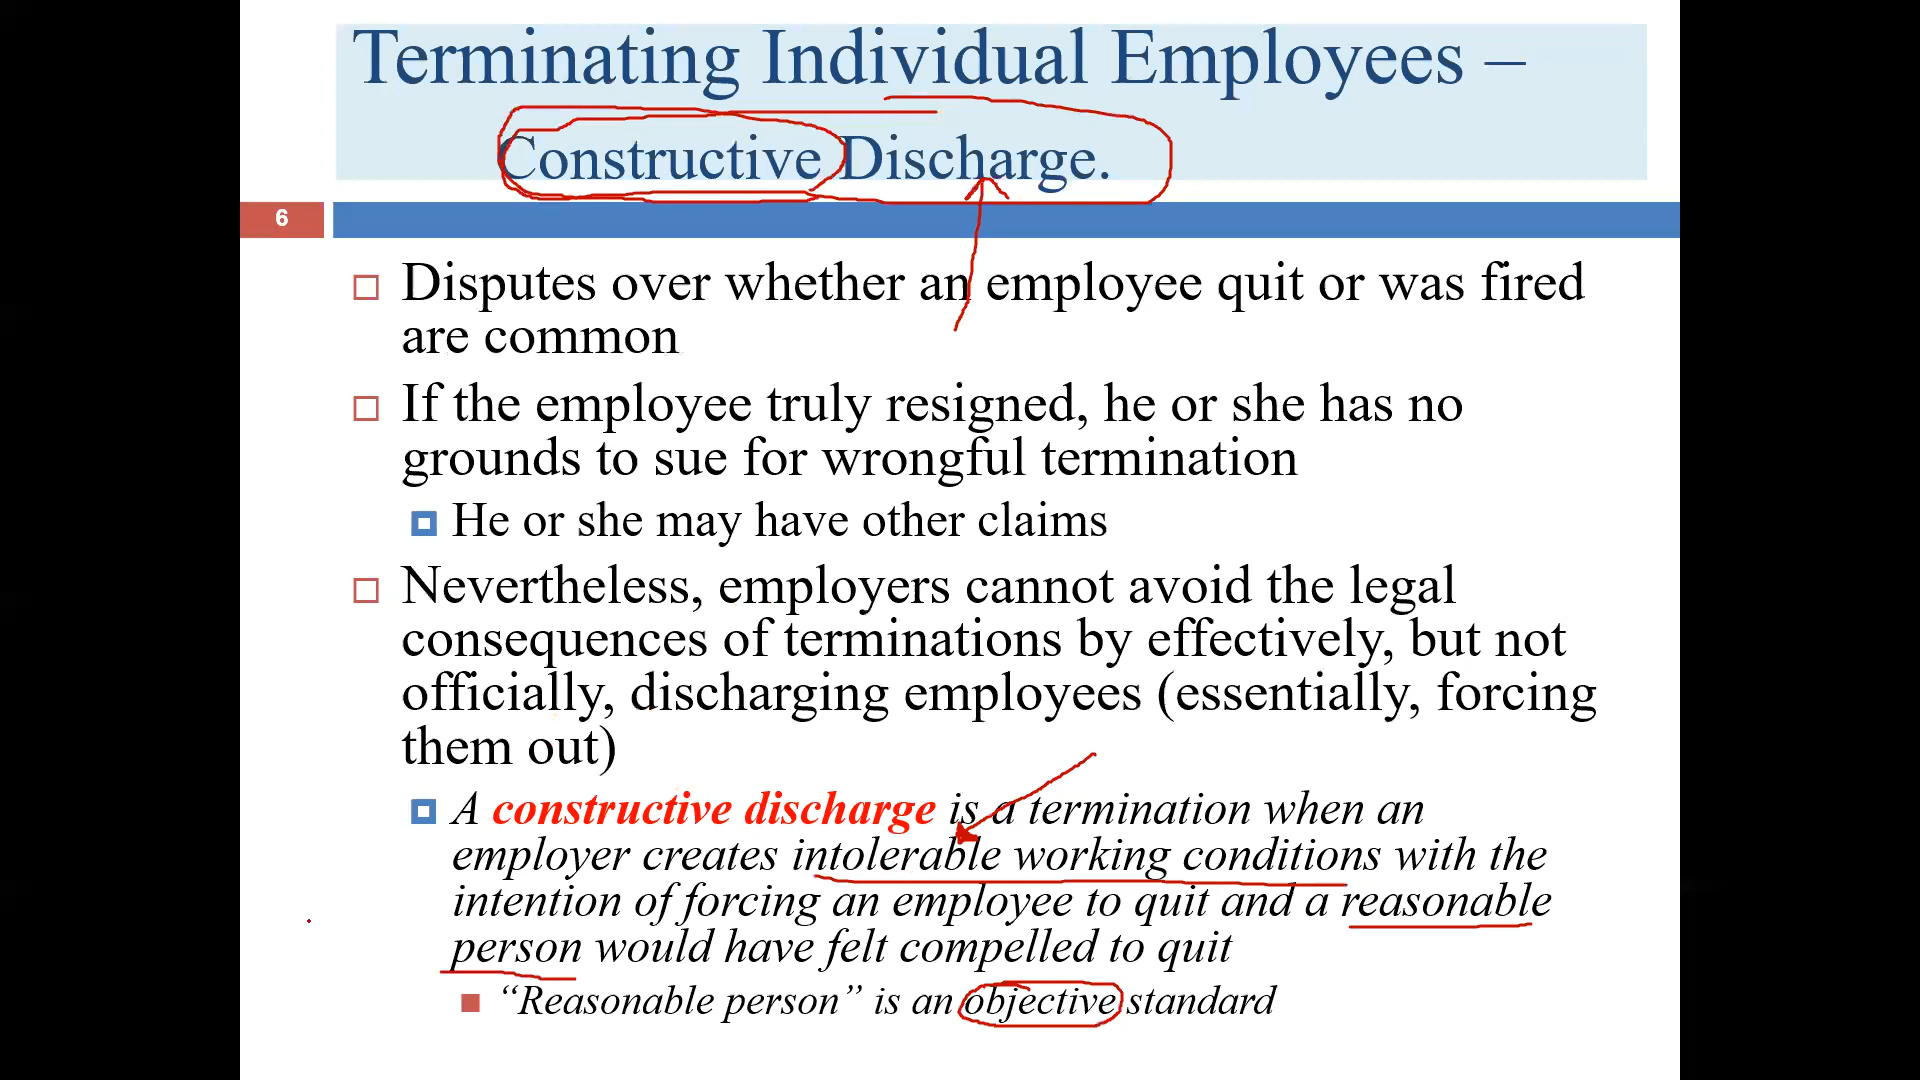 Terminating Individual Employees –
Constructive Discharge.
6
Disputes over whether an employee quit or was fired
are common
If the employee truly resigned, he or she has no
grounds to sue for wrongful termination
He or she may have other claims
Nevertheless, employers cannot avoid the legal
consequences of terminations by effectively, but not
officially, discharging employees (essentially, forcing
them out)
A constructive discharge is a termination when an
employer creates intolerable working conditions with the
intention of forcing an employee to quit and a reasonable
person would have felt compelled to quit
“Reasonable person” is an objective standard